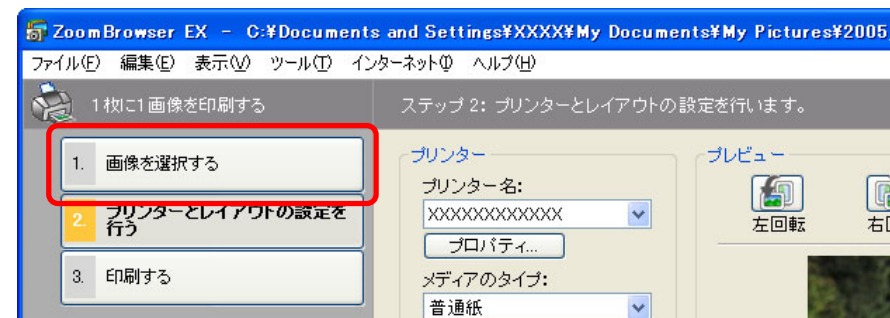 ZoomBrowser EX - C:¥Documents and Settings¥XXXX¥My Documents¥My Pictures¥2005
ファイル(F) 編集(E) 表示(V) ツール(T) インターネット(I) ヘルプ(H)
1枚に1画像を印刷する
ステップ 2: プリンターとレイアウトの設定を行います。
1. 画像を選択する
2. プリンターとレイアウトの設定を
行う
3. 印刷する
プリンター
プリンター名:
XXXXXXXXXXXX
プロパティ...
メディアのタイプ:
普通紙
プレビュー
左回転
右